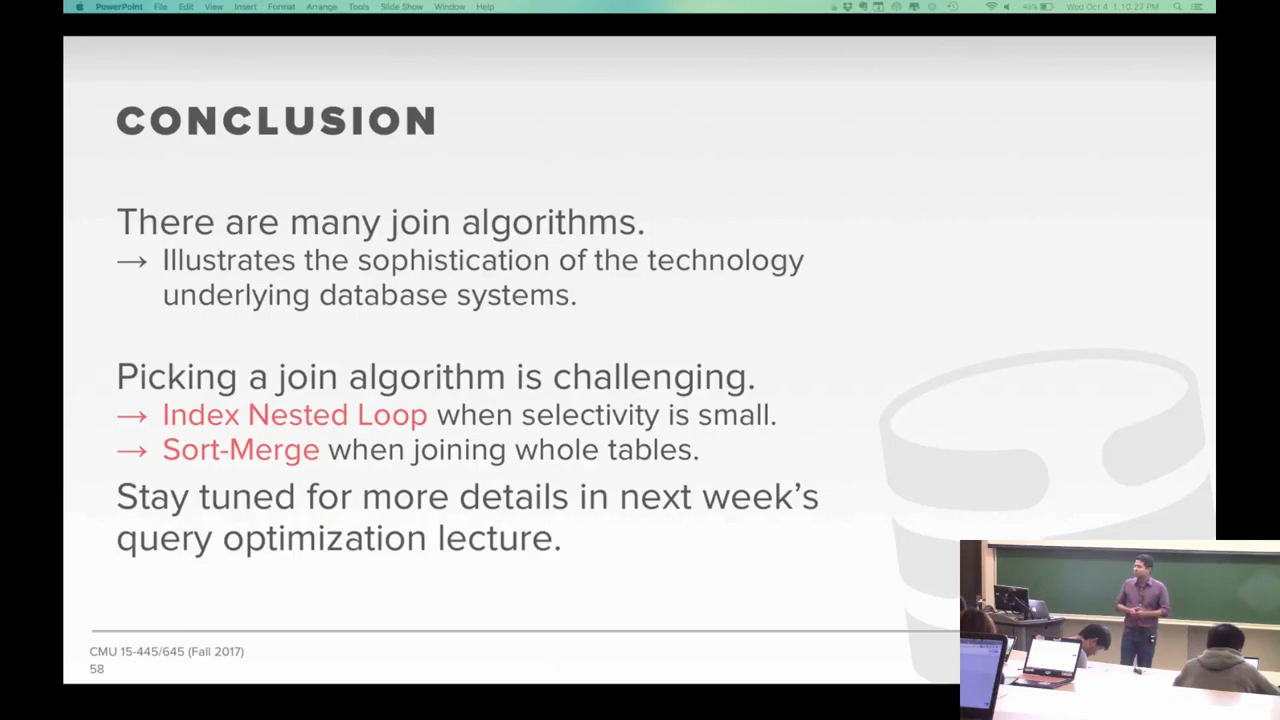 PowerPoint File Edit View Insert Format Arrange Tools Slide Show Window Help 43% Wed Oct 4 1:10:27 PM
CONCLUSION
There are many join algorithms.
→ Illustrates the sophistication of the technology
underlying database systems.
Picking a join algorithm is challenging.
→ Index Nested Loop when selectivity is small.
→ Sort-Merge when joining whole tables.
Stay tuned for more details in next week's
query optimization lecture.
CMU 15-445/645 (Fall 2017)
58